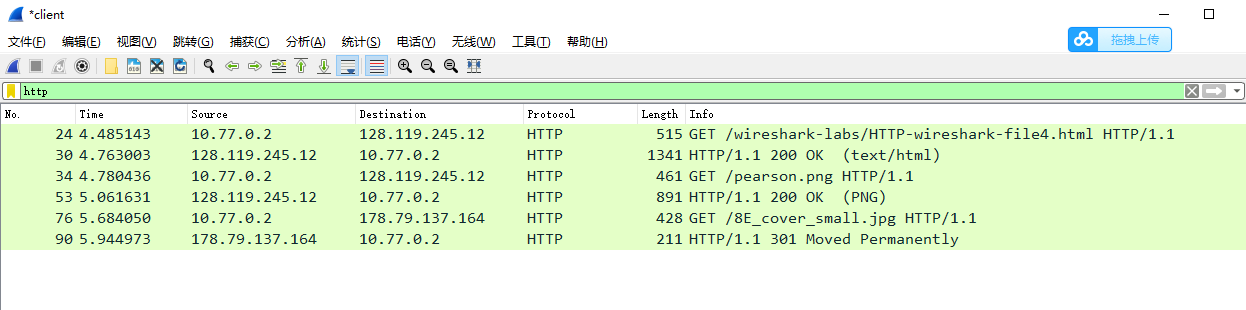 *client
文件(F) 编辑(E) 视图(V) 跳转(G) 捕获(C) 分析(A) 统计(S) 电话(Y) 无线(W) 工具(T) 帮助(H)
拖拽上传
http
No. Time Source Destination Protocol Length Info
24 4.485143 10.77.0.2 128.119.245.12 HTTP 515 GET /wireshark-labs/HTTP-wireshark-file4.html HTTP/1.1
30 4.763003 128.119.245.12 10.77.0.2 HTTP 1341 HTTP/1.1 200 OK (text/html)
34 4.780436 10.77.0.2 128.119.245.12 HTTP 461 GET /pearson.png HTTP/1.1
53 5.061631 128.119.245.12 10.77.0.2 HTTP 891 HTTP/1.1 200 OK (PNG)
76 5.684050 10.77.0.2 178.79.137.164 HTTP 428 GET /8E_cover_small.jpg HTTP/1.1
90 5.944973 178.79.137.164 10.77.0.2 HTTP 211 HTTP/1.1 301 Moved Permanently